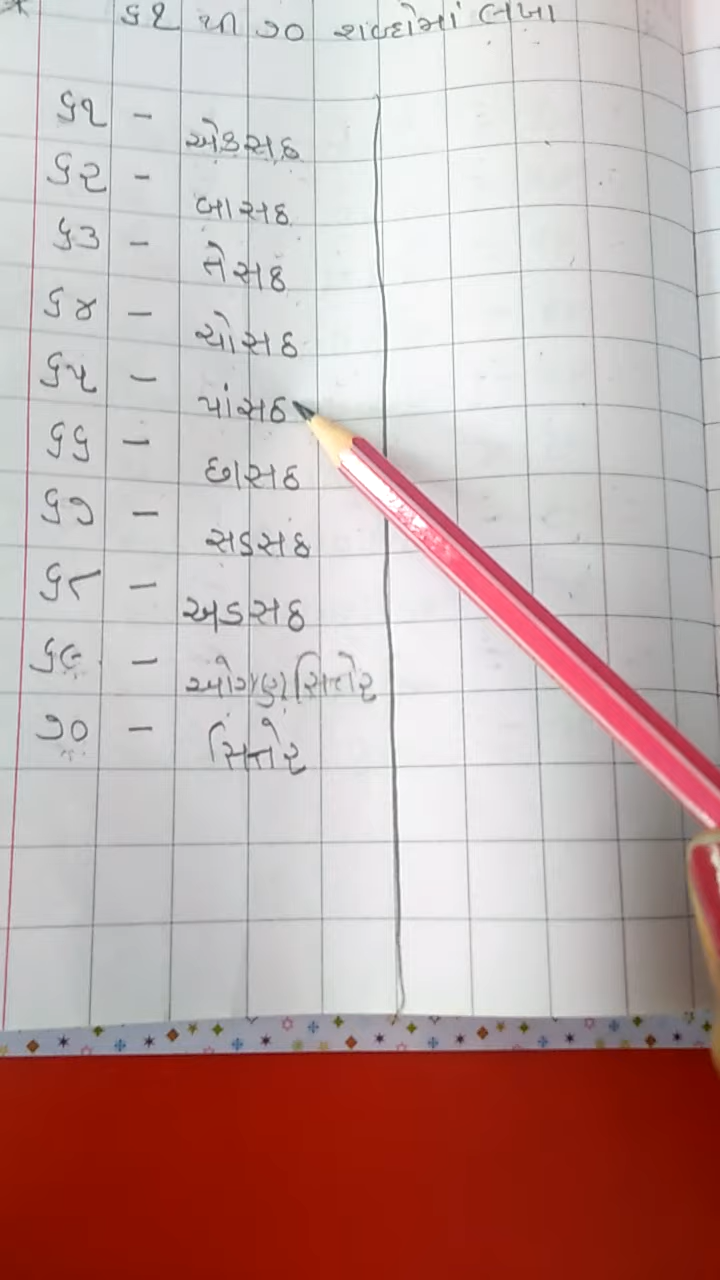 * ૬૧ થી ૭૦ શબ્દોમાં લખો
૬૧ - એકસઠ
૬૨ - બાસઠ
૬૩ - તેસઠ
૬૪ - ચોસઠ
૬૫ - પાંસઠ
૬૬ - છાસઠ
૬૭ - સડસઠ
૬૮ - અડસઠ
૬૯ - ઓગણસિત્તેર
૭૦ - સિત્તેર